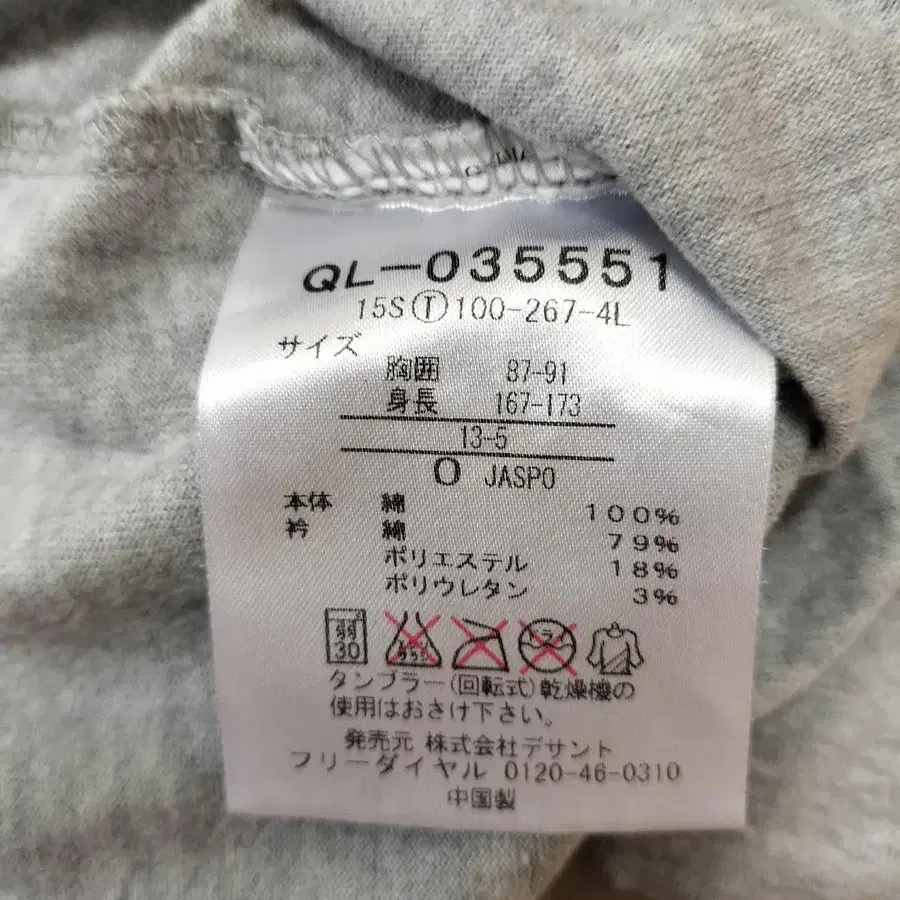 QL-035551
15SⓉ100-267-4L
サイズ
胸囲 87-91
身長 167-173
13-5
O JASPO
本体 綿 100%
衿 綿 79%
ポリエステル 18%
ポリウレタン 3%
弱
30
タンブラー(回転式)乾燥機の
使用はおさけ下さい。
発売元 株式会社デサント
フリーダイヤル 0120-46-0310
中国製